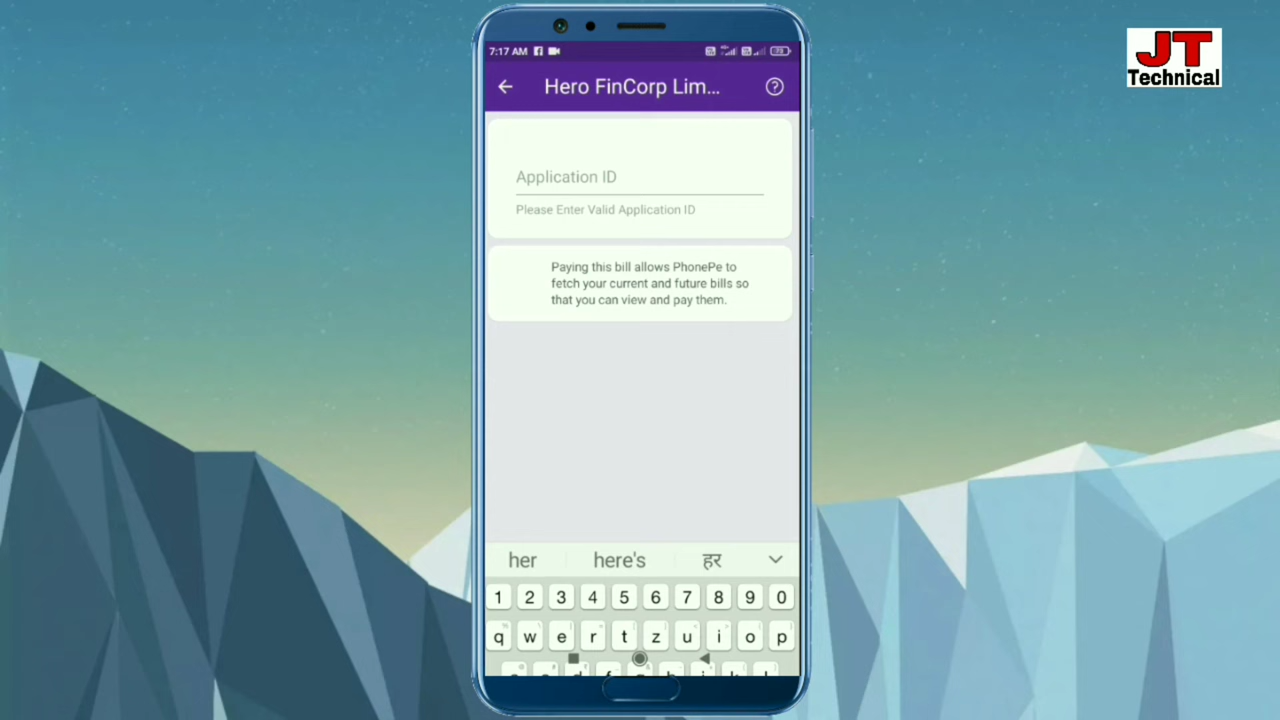 JT
Technical
7:17 AM
Hero FinCorp Lim...
Application ID
Please Enter Valid Application ID
Paying this bill allows PhonePe to
fetch your current and future bills so
that you can view and pay them.
her here's हर
1 2 3 4 5 6 7 8 9 0
q w e r t z u i o p